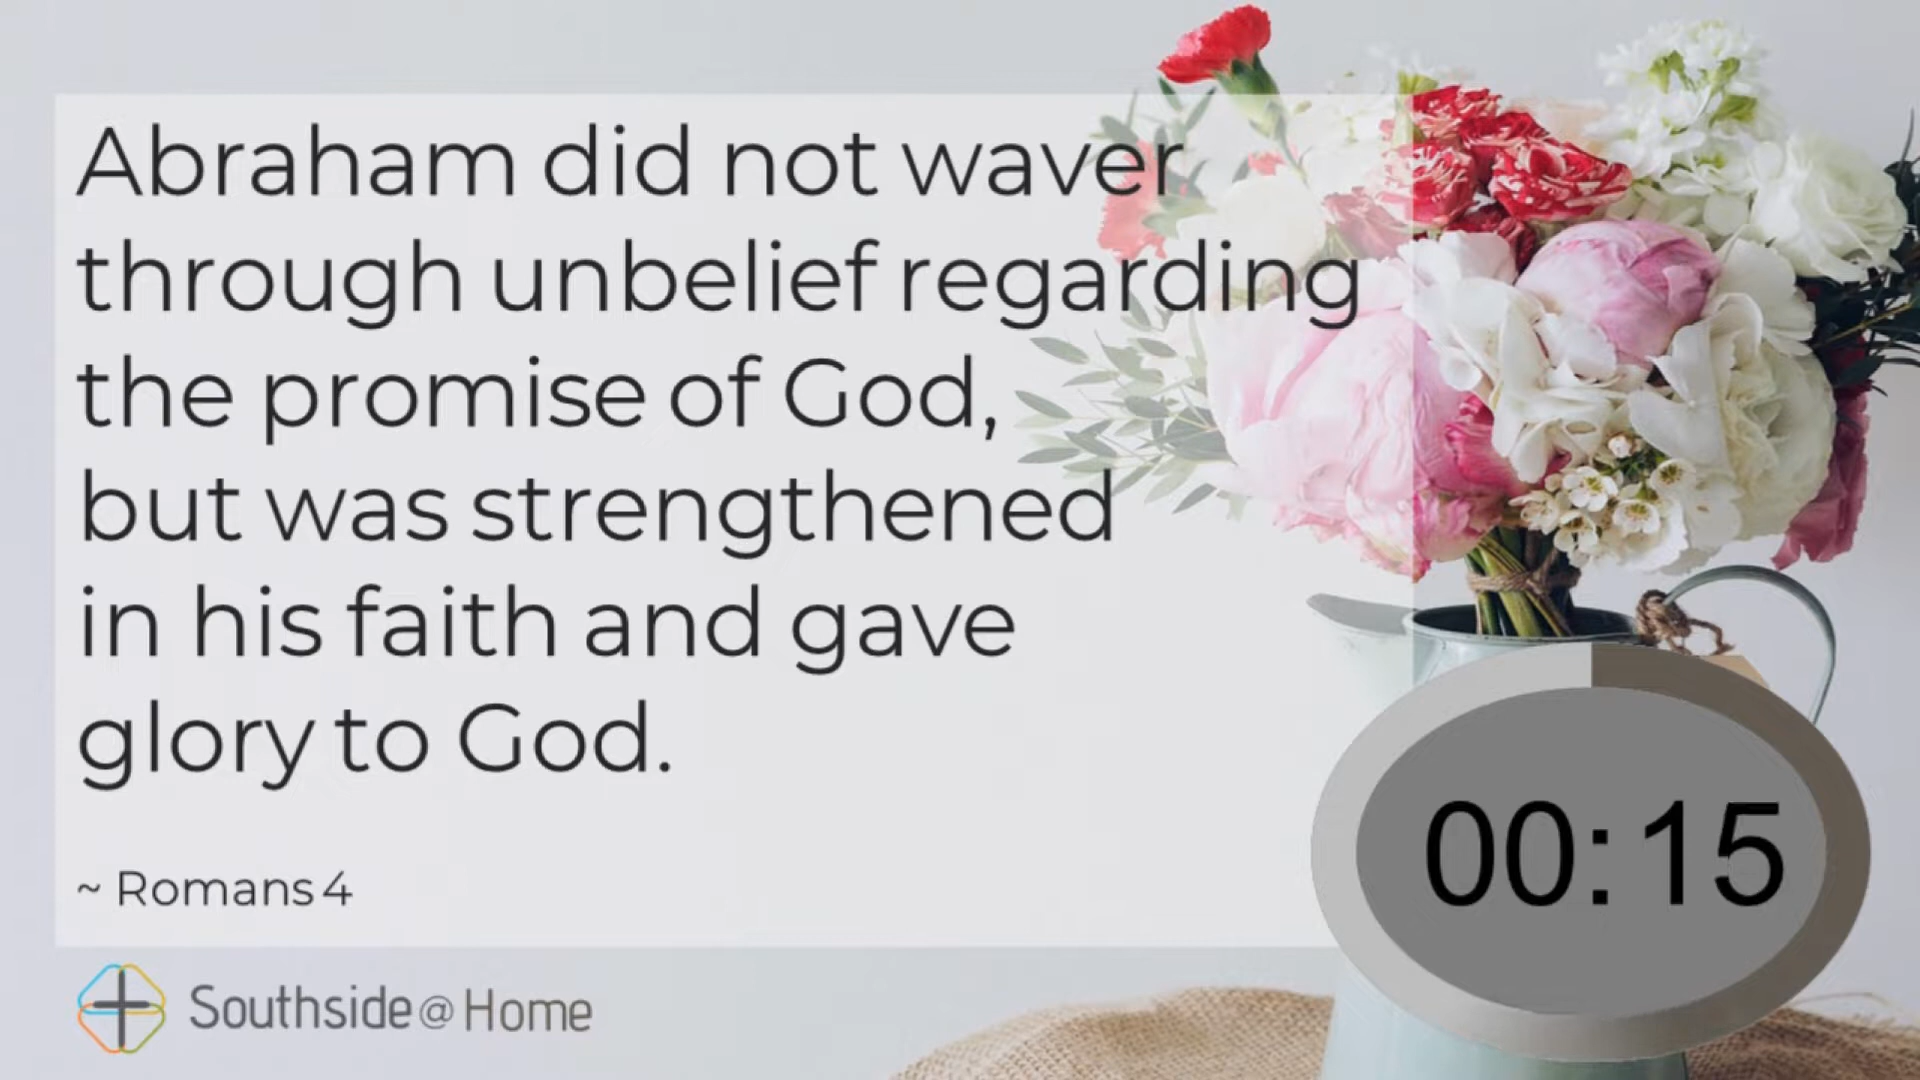 Abraham did not waver
through unbelief regarding
the promise of God,
but was strengthened
in his faith and gave
glory to God.
~ Romans 4
00:15
Southside@Home